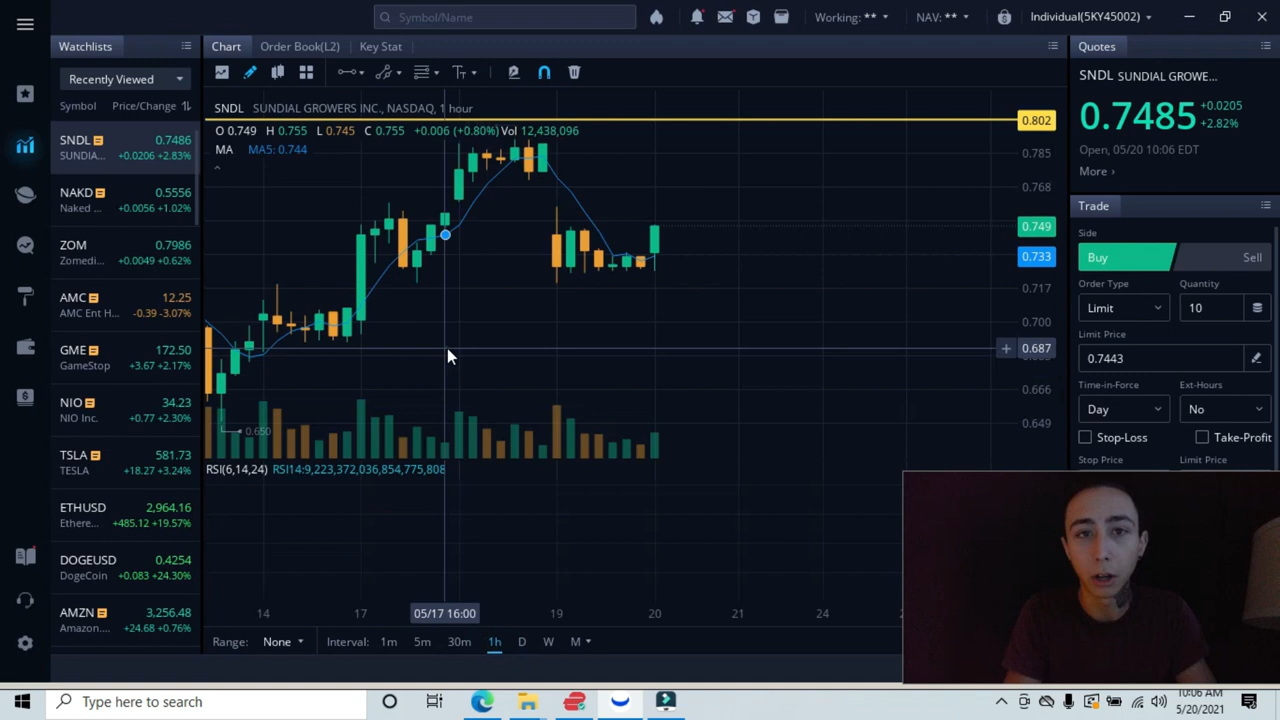 Symbol/Name
Working: **
NAV: **
Individual(5KY45002)
Watchlists
Recently Viewed
Symbol Price/Change
SNDL 0.7486
SUNDIA... +0.0206 +2.83%
NAKD 0.5556
Naked ... +0.0056 +1.02%
ZOM 0.7986
Zomedi... +0.0049 +0.62%
AMC 12.25
AMC Ent H... -0.39 -3.07%
GME 172.50
GameStop +3.67 +2.17%
NIO 34.23
NIO Inc. +0.77 +2.30%
TSLA 581.73
TESLA +18.27 +3.24%
ETHUSD 2,964.16
Ethere... +485.12 +19.57%
DOGEUSD 0.4254
DogeCoin +0.083 +24.30%
AMZN 3,256.48
Amazon.... +24.68 +0.76%
Chart Order Book(L2) Key Stat
Tт
SNDL SUNDIAL GROWERS INC., NASDAQ, 1 hour
O 0.749 H 0.755 L 0.745 C 0.755 +0.006 (+0.80%) Vol 12,438,096
MA MA5: 0.744
0.802
0.785
0.768
0.749
0.733
0.717
0.700
0.687
0.666
0.649
0.650
RSI(6,14,24) RSI14:9,223,372,036,854,775,808
14 17 05/17 16:00 19 20 21 24
Range: None Interval: 1m 5m 30m 1h D W M
Quotes
SNDL SUNDIAL GROWE...
0.7485 +0.0205
+2.82%
Open, 05/20 10:06 EDT
More ›
Trade
Side
Buy Sell
Order Type Quantity
Limit 10
Limit Price
0.7443
Time-in-Force Ext-Hours
Day No
Stop-Loss Take-Profit
Stop Price Limit Price
Type here to search
10:06 AM
5/20/2021